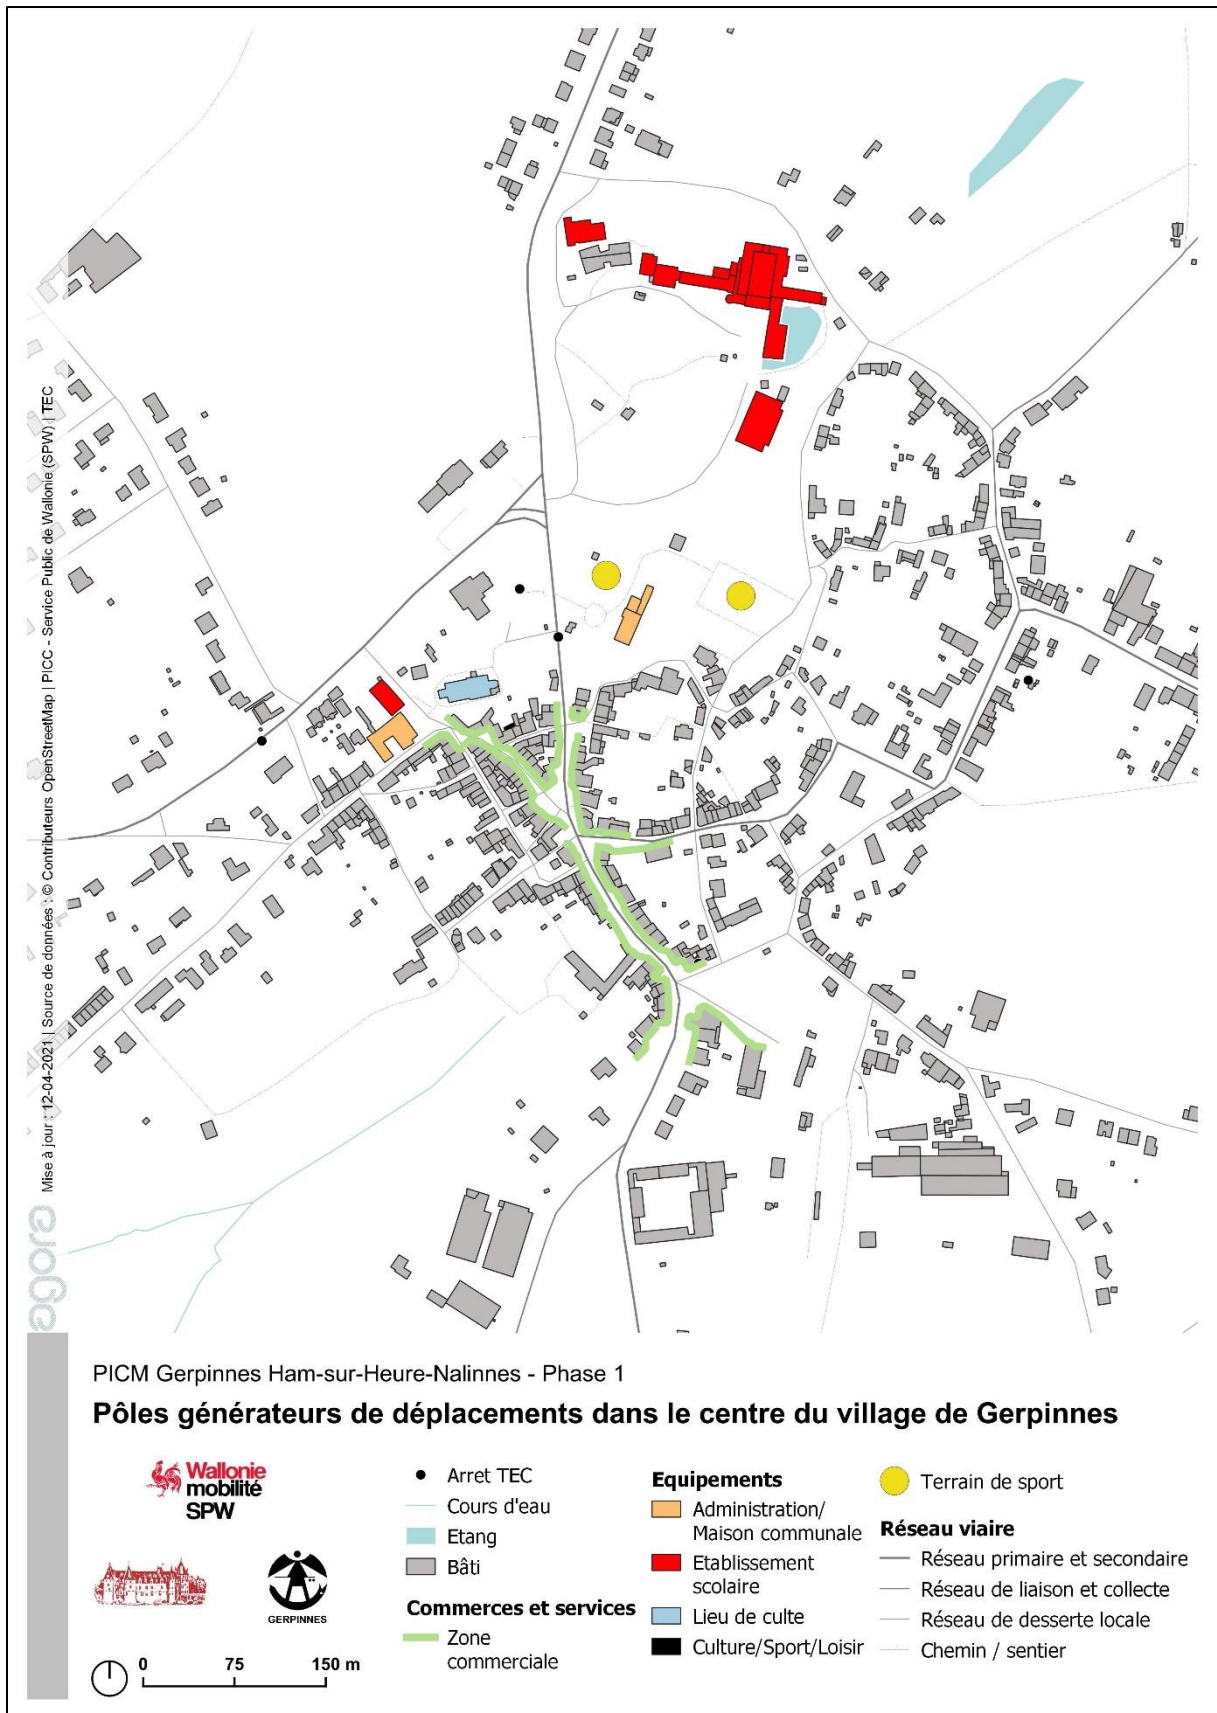 Mise à jour : 12-04-2021 | Source de données : © Contributeurs OpenStreetMap | PICC - Service Public de Wallonie (SPW) | TEC
PICM Gerpinnes Ham-sur-Heure-Nalinnes - Phase 1
Pôles générateurs de déplacements dans le centre du village de Gerpinnes
Wallonie
mobilité
SPW
GERPINNES
0 75 150 m
Arret TEC
Cours d'eau
Etang
Bâti
Commerces et services
Zone
commerciale
Equipements
Administration/
Maison communale
Etablissement
scolaire
Lieu de culte
Culture/Sport/Loisir
Terrain de sport
Réseau viaire
Réseau primaire et secondaire
Réseau de liaison et collecte
Réseau de desserte locale
Chemin / sentier